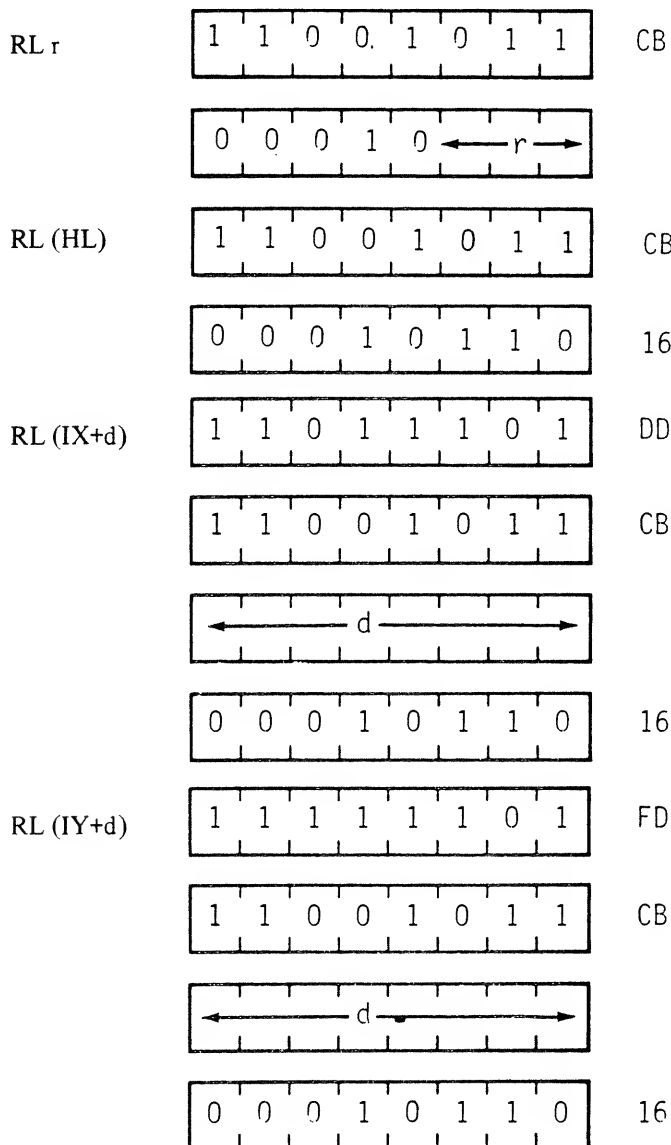 RL r 1 1 0 0 1 0 1 1 CB
0 0 0 1 0 r
RL (HL) 1 1 0 0 1 0 1 1 CB
0 0 0 1 0 1 1 0 16
RL (IX+d) 1 1 0 1 1 1 0 1 DD
1 1 0 0 1 0 1 1 CB
d
0 0 0 1 0 1 1 0 16
RL (IY+d) 1 1 1 1 1 1 0 1 FD
1 1 0 0 1 0 1 1 CB
d
0 0 0 1 0 1 1 0 16